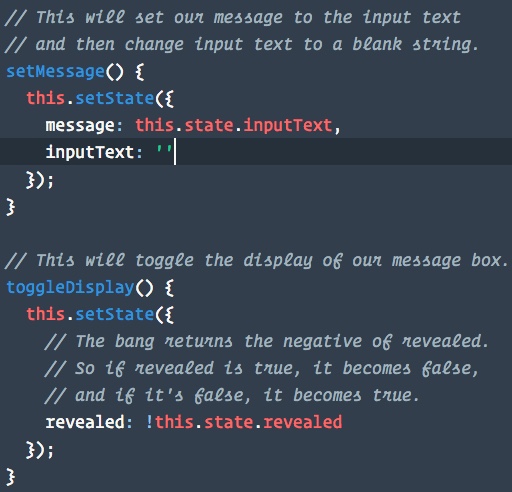 // This will set our message to the input text
// and then change input text to a blank string.
setMessage() {
  this.setState({
    message: this.state.inputText,
    inputText: ''
  });
}

// This will toggle the display of our message box.
toggleDisplay() {
  this.setState({
    // The bang returns the negative of revealed.
    // So if revealed is true, it becomes false,
    // and if it's false, it becomes true.
    revealed: !this.state.revealed
  });
}